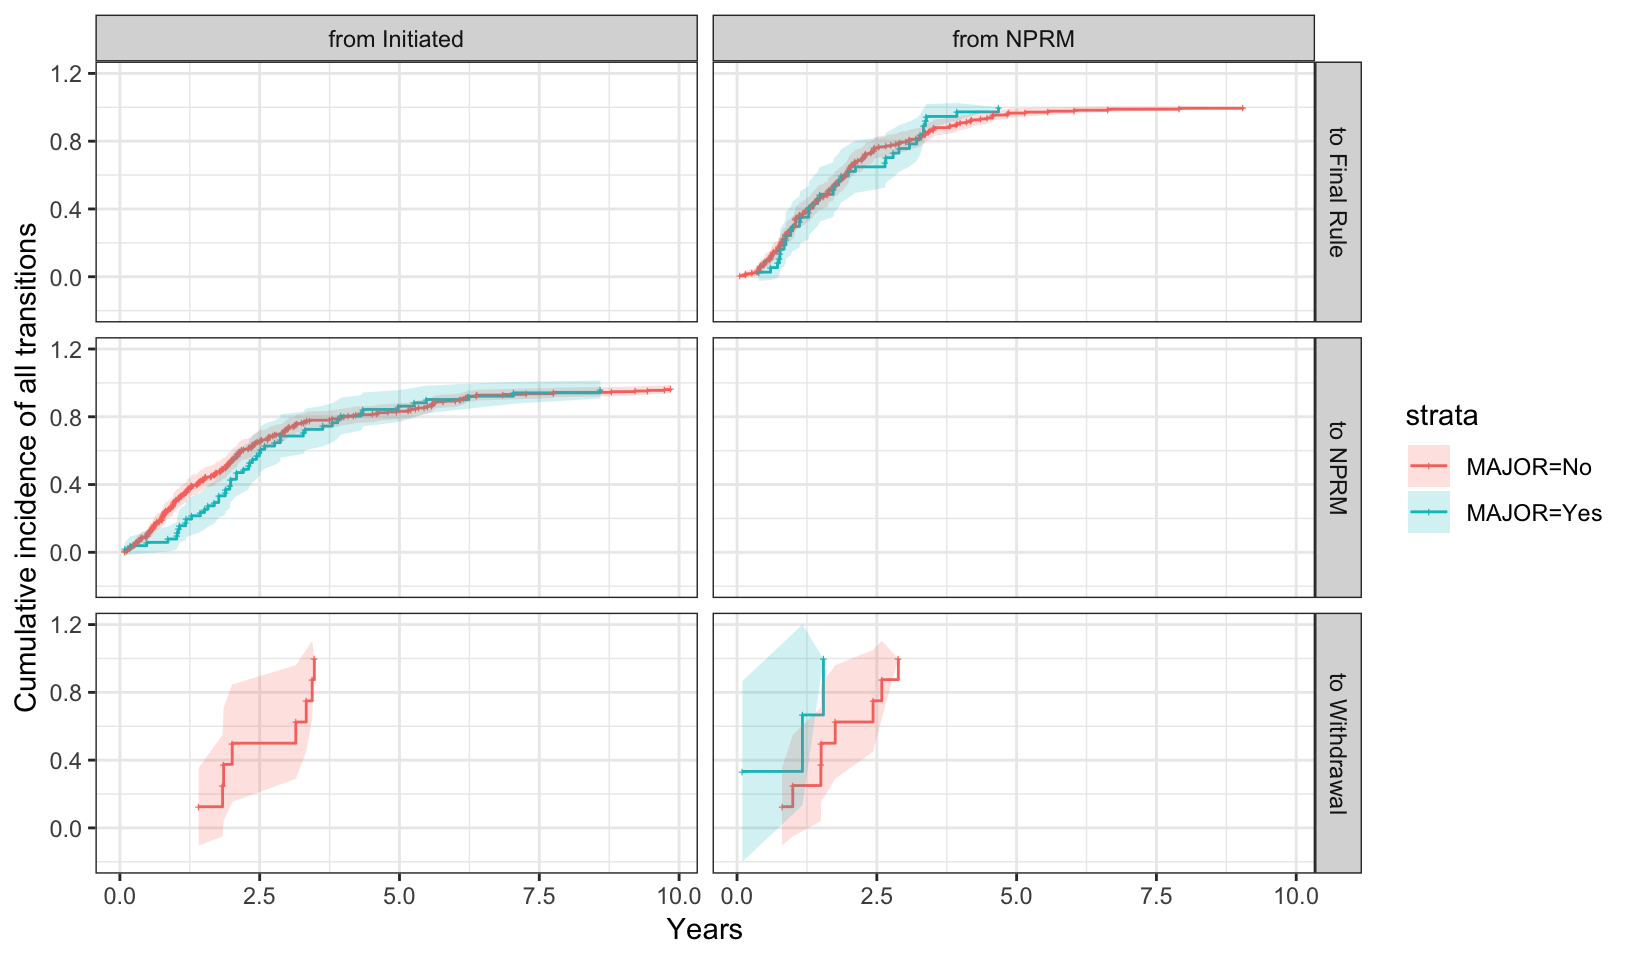 from Initiated
from NPRM
1.2
0.8
0.4
0.0
to Final Rule
1.2
0.8
0.4
0.0
to NPRM
1.2
0.8
0.4
0.0
to Withdrawal
0.0
2.5
5.0
7.5
10.0
0.0
2.5
5.0
7.5
10.0
Years
Cumulative incidence of all transitions
strata
MAJOR=No
MAJOR=Yes